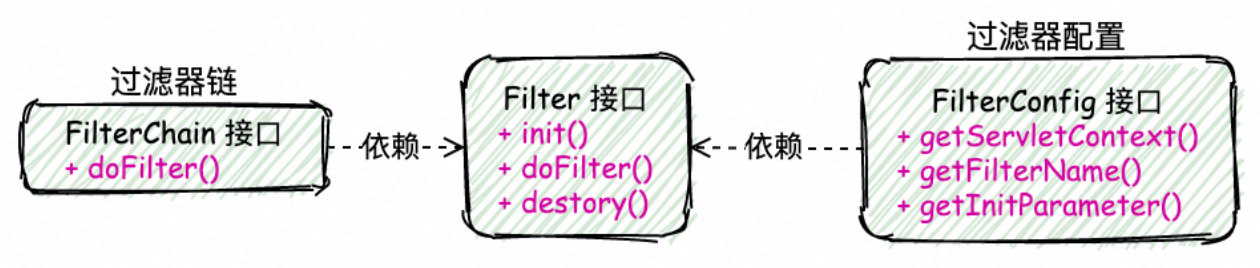 过滤器链
FilterChain 接口
+ doFilter()
依赖
Filter 接口
+ init()
+ doFilter()
+ destory()
依赖
过滤器配置
FilterConfig 接口
+ getServletContext()
+ getFilterName()
+ getInitParameter()